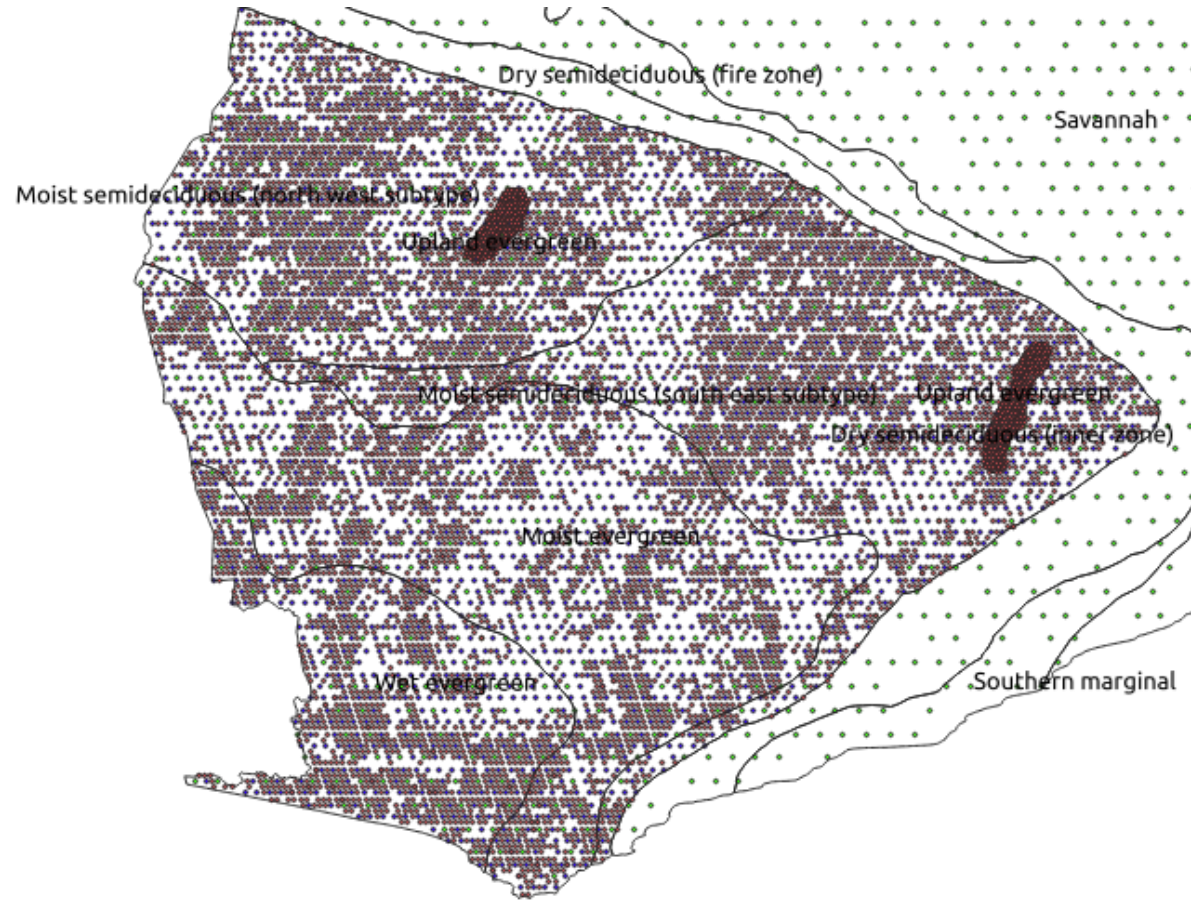 Dry semideciduous (fire zone)
Savannah
Moist semideciduous (north west subtype)
Upland evergreen
Moist semideciduous (south east subtype)
Upland evergreen
Dry semideciduous (inner zone)
Moist evergreen
Wet evergreen
Southern marginal